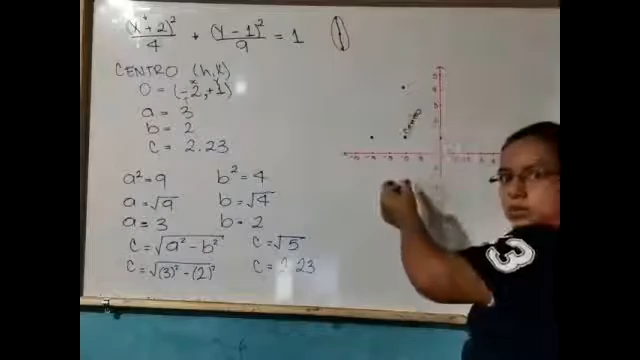 (x+2)²/4 + (y-1)²/9 = 1
CENTRO (h,k)
O = (-2,+1)
a = 3
b = 2
c = 2.23
a² = 9 b² = 4
a = √9 b = √4
a = 3 b = 2
c = √a² - b² c = √5
c = √(3)² - (2)² c = 2.23
3